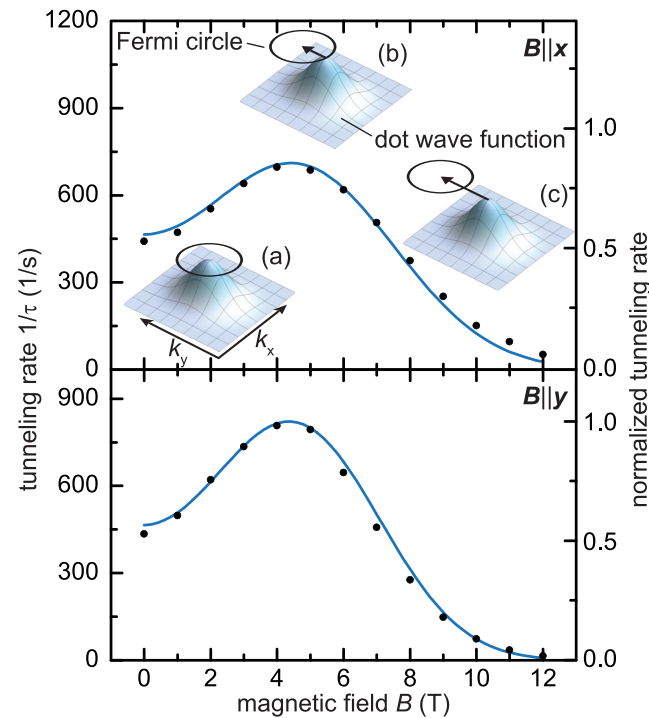 1200
900
600
300
0
Fermi circle
(b)
B||x
dot wave function
(c)
(a)
k_y
k_x
1.0
0.5
0.0
900
600
300
0
B||y
1.0
0.5
0.0
0 2 4 6 8 10 12
magnetic field B (T)
tunneling rate 1/τ (1/s)
normalized tunneling rate